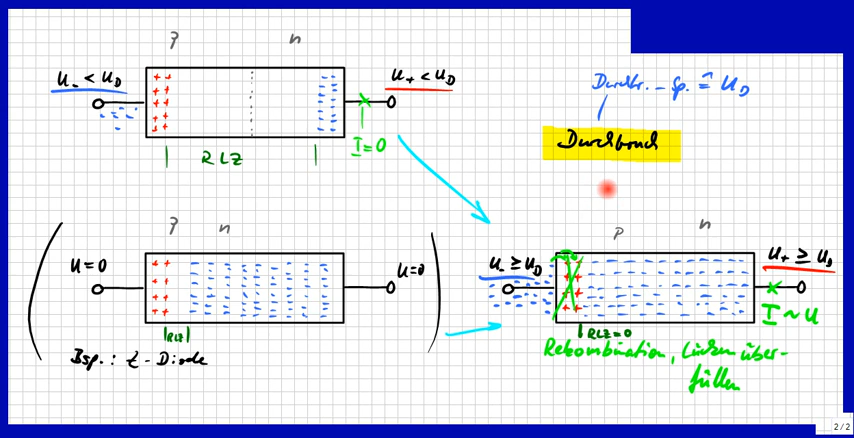 p n
U₋ < U_D
U₊ < U_D
I=0
RLZ
Durchbr.-Sp. ≙ U_D
Durchbruch
p n
U=0
U=0
RLZ
Bsp.: Z-Diode
p n
U₋ ≥ U_D
U₊ ≥ U_D
I ~ U
RLZ=0
Rekombination, Lücken über-
füllen
2 / 2